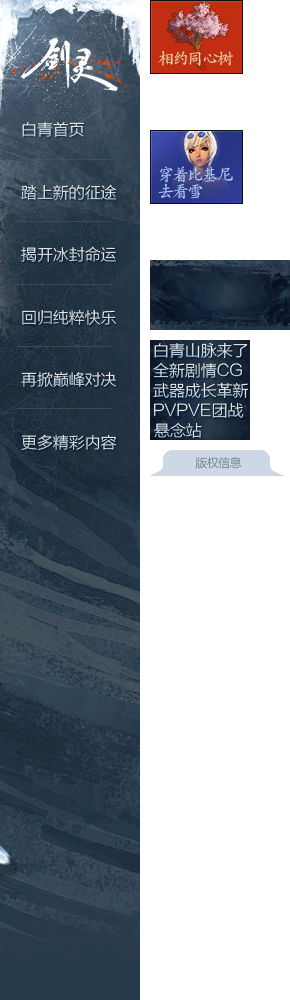 剑灵
白青首页
踏上新的征途
揭开冰封命运
回归纯粹快乐
再掀巅峰对决
更多精彩内容
相约同心树
穿着比基尼
去看雪
白青山脉来了
全新剧情CG
武器成长革新
PVPVE团战
悬念站
版权信息